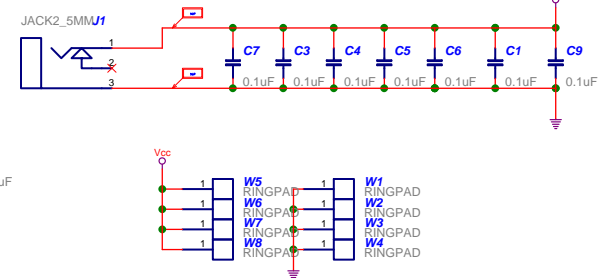 JACK2_5MM J1
1
2
3
C7 C3 C4 C5 C6 C1 C9
0.1uF 0.1uF 0.1uF 0.1uF 0.1uF 0.1uF 0.1uF
uF
Vcc
1 W5 1 W1
RINGPAD RINGPAD
1 W6 1 W2
RINGPAD RINGPAD
1 W7 1 W3
RINGPAD RINGPAD
1 W8 1 W4
RINGPAD RINGPAD